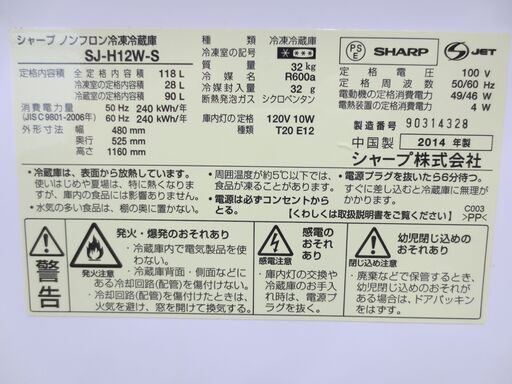 シャープ ノンフロン冷凍冷蔵庫
SJ-H12W-S
定格内容積 全定格内容積 118 L
冷凍室の定格内容積 28 L
冷蔵室の定格内容積 90 L
消費電力量 50 Hz 240 kWh/年
(JIS C 9801-2006) 60 Hz 240 kWh/年
外形寸法 幅 480 mm
奥行 525 mm
高さ 1160 mm
種類 冷凍冷蔵庫
冷凍室の記号 ＊ ＊＊＊
質量 32 kg
冷媒名 R600a
冷媒封入量 32 g
断熱発泡ガス シクロペンタン
庫内灯の定格 120V 10W
T20 E12
PS
E
SHARP
S JET
定格電圧 100 V
定格周波数 50/60 Hz
電動機の定格消費電力 49/46 W
電熱装置の定格消費電力 4 W
製造番号 90314328
中国製 2014 年製
シャープ株式会社
●冷蔵庫は、表面から放熱しています。
使いはじめや夏場は、特に熱くなりま
すが、庫内の食品には影響ありません。
●水気の多い食品は、棚の奥に置かない。
●周囲温度が約5℃以下では、
食品が凍ることがあります。
●電源は必ずコンセントから
とる。
●電源プラグを抜いたら6分待つ。
すぐに差し込むと冷蔵庫に無理が
かかります。
【くわしくは取扱説明書をご覧ください】
C003
>PP<
警告
発火注意
発火・爆発のおそれあり
・冷蔵庫内で電気製品を使
わない。
・冷蔵庫背面・側面などに
ある冷却回路(配管)を傷付けない。
冷却回路(配管)を傷付けたときは、
火気を避け、窓を開けて換気する。
感電注意
感電の
おそれ
あり
・庫内灯の交換や
冷蔵庫のお手入
れ時は、電源プ
ラグを抜く。
閉じ込め注意
幼児閉じ込めの
おそれあり
・廃棄などで保管するとき、
幼児閉じ込めのおそれが
あれば、ドアパッキン
をはずす。